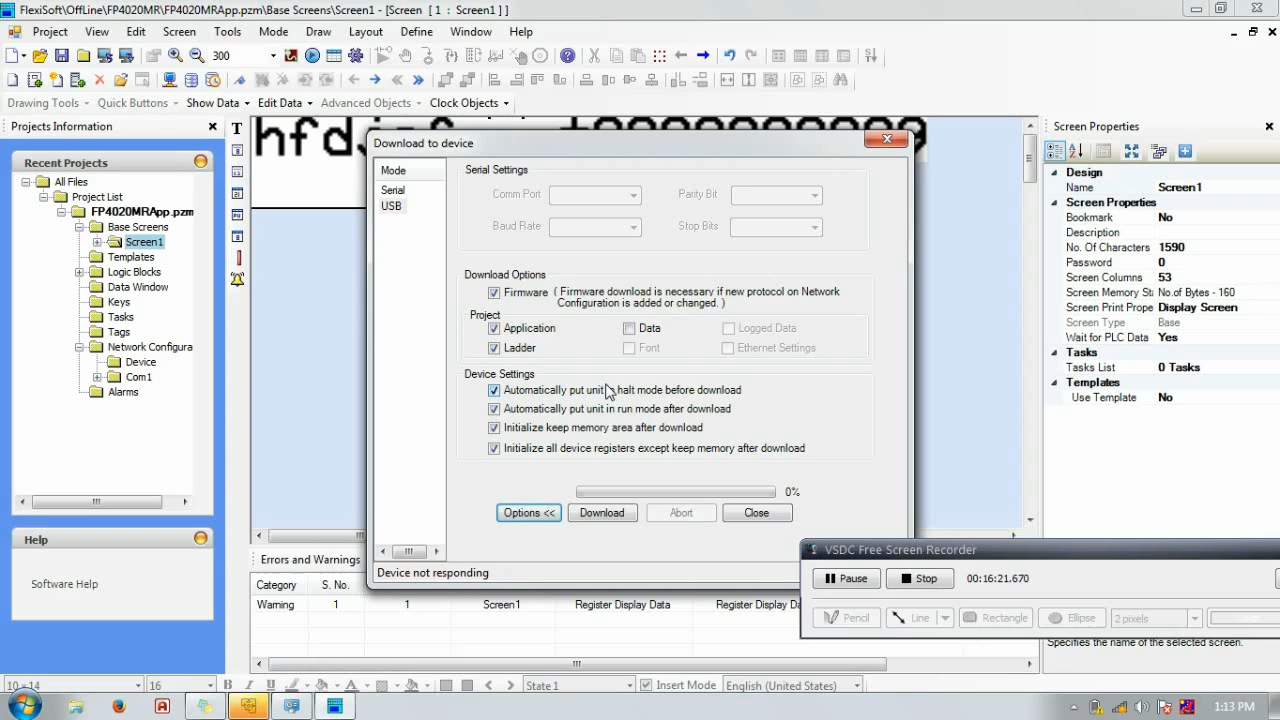 FlexiSoft\OffLine\FP4020MR\FP4020MRApp.pzm\Base Screens\Screen1 - [Screen [ 1 : Screen1] ]
Project View Edit Screen Tools Mode Draw Layout Define Window Help
300
Drawing Tools Quick Buttons Show Data Edit Data Advanced Objects Clock Objects
Projects Information
Recent Projects
All Files
Project List
FP4020MRApp.pzm
Base Screens
Screen1
Templates
Logic Blocks
Data Window
Keys
Tasks
Tags
Network Configura
Device
Com1
Alarms
Help
Software Help
Download to device
Mode
Serial
USB
Serial Settings
Comm Port Parity Bit
Baud Rate Stop Bits
Download Options
Firmware ( Firmware download is necessary if new protocol on Network
Configuration is added or changed. )
Project
Application Data Logged Data
Ladder Font Ethernet Settings
Device Settings
Automatically put unit halt mode before download
Automatically put unit in run mode after download
Initialize keep memory area after download
Initialize all device registers except keep memory after download
0%
Options << Download Abort Close
Device not responding
Errors and Warnings
Category S. No. Screen Name
Warning 1 1 Screen1 Register Display Data Register Display Da
Screen Properties
Design
Name Screen1
Screen Properties
Bookmark No
Description
No. Of Characters 1590
Password 0
Screen Columns 53
Screen Memory Sta No.of Bytes - 160
Screen Print Prope Display Screen
Screen Type Base
Wait for PLC Data Yes
Tasks
Tasks List 0 Tasks
Templates
Use Template No
VSDC Free Screen Recorder
Pause Stop 00:16:21.670
Pencil Line Rectangle Ellipse 2 pixels
Specifies the name of the selected screen.
10×14 16 B I U State 1 Insert Mode English (United States)
1:13 PM